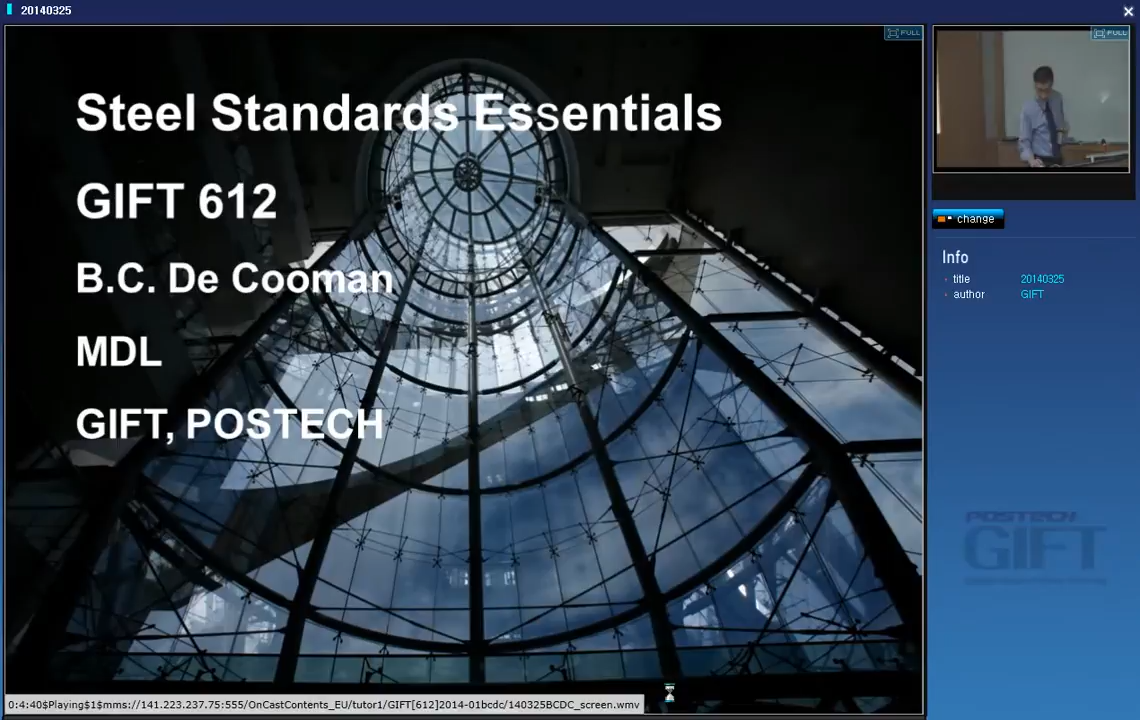 20140325
FULL
FULL
Steel Standards Essentials
GIFT 612
B.C. De Cooman
MDL
GIFT, POSTECH
change
Info
title 20140325
author GIFT
POSTECH
GIFT
0:4:40$Playing$1$mms://141.223.237.75:555/OnCastContents_EU/tutor1/GIFT[612]2014-01bcdc/140325BCDC_screen.wmv